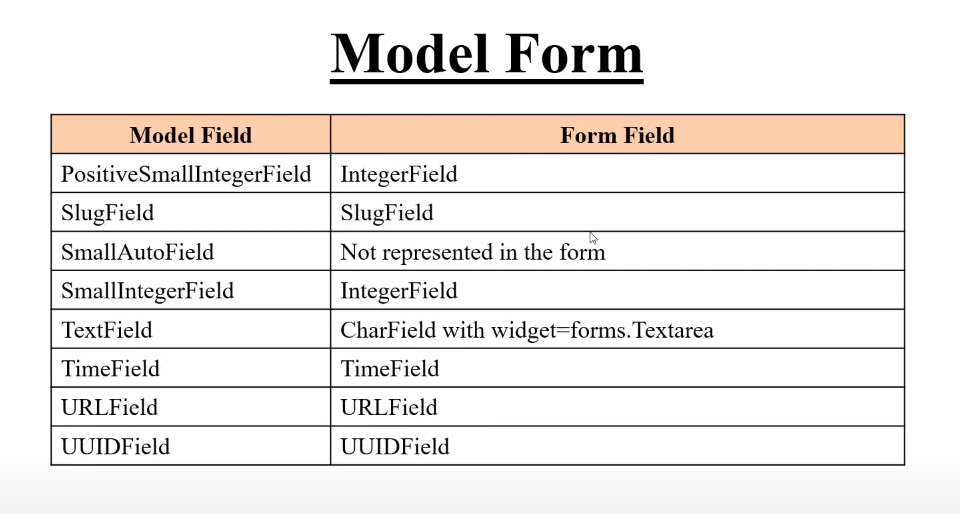 Model Form
Model Field Form Field
PositiveSmallIntegerField IntegerField
SlugField SlugField
SmallAutoField Not represented in the form
SmallIntegerField IntegerField
TextField CharField with widget=forms.Textarea
TimeField TimeField
URLField URLField
UUIDField UUIDField